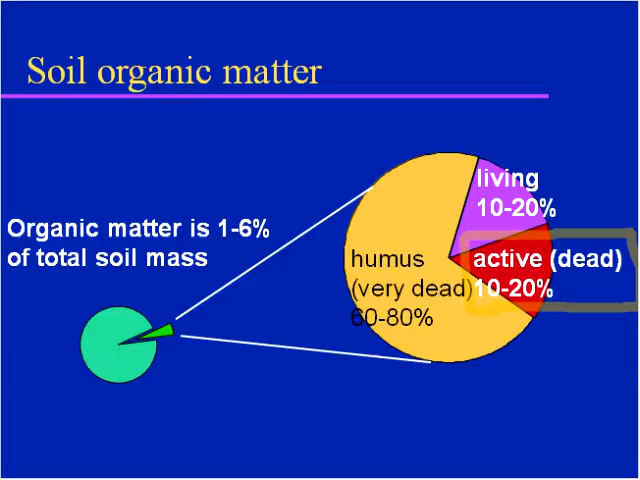 Soil organic matter
Organic matter is 1-6%
of total soil mass
living
10-20%
humus
(very dead)
60-80%
active (dead)
10-20%